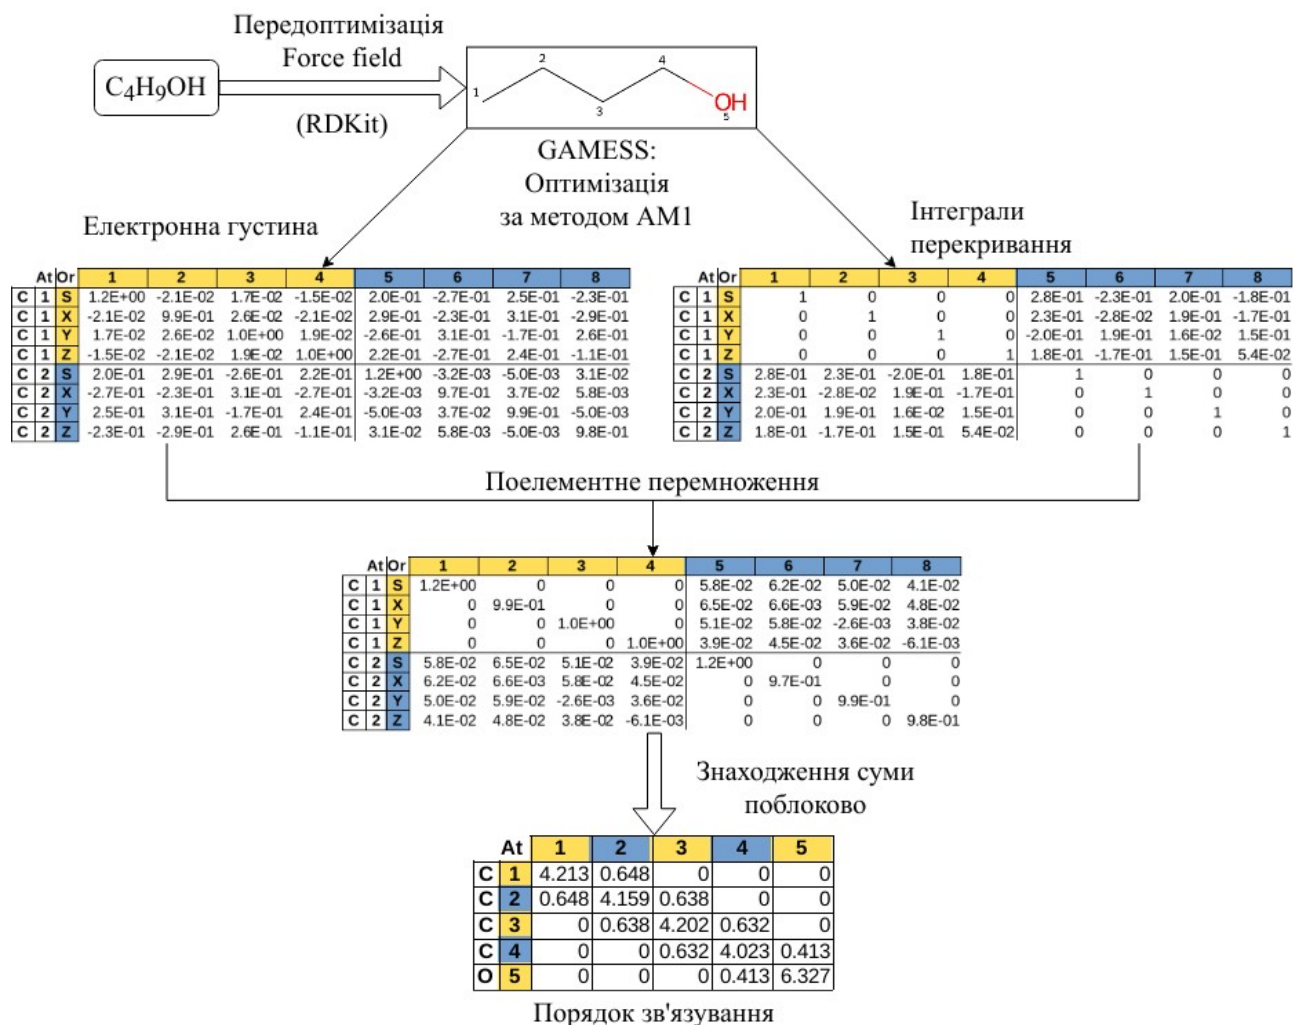 Передоптимізація
Force field
C4H9OH
(RDKit)
1
2
3
4
OH
5
GAMESS:
Оптимізація
за методом AM1
Електронна густина
Інтеграли
перекривання
At Or 1 2 3 4 5 6 7 8
C 1 S 1.2E+00 -2.1E-02 1.7E-02 -1.5E-02 2.0E-01 -2.7E-01 2.5E-01 -2.3E-01
C 1 X -2.1E-02 9.9E-01 2.6E-02 -2.1E-02 2.9E-01 -2.3E-01 3.1E-01 -2.9E-01
C 1 Y 1.7E-02 2.6E-02 1.0E+00 1.9E-02 -2.6E-01 3.1E-01 -1.7E-01 2.6E-01
C 1 Z -1.5E-02 -2.1E-02 1.9E-02 1.0E+00 2.2E-01 -2.7E-01 2.4E-01 -1.1E-01
C 2 S 2.0E-01 2.9E-01 -2.6E-01 2.2E-01 1.2E+00 -3.2E-03 -5.0E-03 3.1E-02
C 2 X -2.7E-01 -2.3E-01 3.1E-01 -2.7E-01 -3.2E-03 9.7E-01 3.7E-02 5.8E-03
C 2 Y 2.5E-01 3.1E-01 -1.7E-01 2.4E-01 -5.0E-03 3.7E-02 9.9E-01 -5.0E-03
C 2 Z -2.3E-01 -2.9E-01 2.6E-01 -1.1E-01 3.1E-02 5.8E-03 -5.0E-03 9.8E-01
At Or 1 2 3 4 5 6 7 8
C 1 S 1 0 0 0 2.8E-01 -2.3E-01 2.0E-01 -1.8E-01
C 1 X 0 1 0 0 2.3E-01 -2.8E-02 1.9E-01 -1.7E-01
C 1 Y 0 0 1 0 -2.0E-01 1.9E-01 1.6E-02 1.5E-01
C 1 Z 0 0 0 1 1.8E-01 -1.7E-01 1.5E-01 5.4E-02
C 2 S 2.8E-01 2.3E-01 -2.0E-01 1.8E-01 1 0 0 0
C 2 X 2.3E-01 -2.8E-02 1.9E-01 -1.7E-01 0 1 0 0
C 2 Y 2.0E-01 1.9E-01 1.6E-02 1.5E-01 0 0 1 0
C 2 Z 1.8E-01 -1.7E-01 1.5E-01 5.4E-02 0 0 0 1
Поелементне перемноження
At Or 1 2 3 4 5 6 7 8
C 1 S 1.2E+00 0 0 0 5.8E-02 6.2E-02 5.0E-02 4.1E-02
C 1 X 0 9.9E-01 0 0 6.5E-02 6.6E-03 5.9E-02 4.8E-02
C 1 Y 0 0 1.0E+00 0 5.1E-02 5.8E-02 -2.6E-03 3.8E-02
C 1 Z 0 0 0 1.0E+00 3.9E-02 4.5E-02 3.6E-02 -6.1E-03
C 2 S 5.8E-02 6.5E-02 5.1E-02 3.9E-02 1.2E+00 0 0 0
C 2 X 6.2E-02 6.6E-03 5.8E-02 4.5E-02 0 9.7E-01 0 0
C 2 Y 5.0E-02 5.9E-02 -2.6E-03 3.6E-02 0 0 9.9E-01 0
C 2 Z 4.1E-02 4.8E-02 3.8E-02 -6.1E-03 0 0 0 9.8E-01
Знаходження суми
поблоково
At 1 2 3 4 5
C 1 4.213 0.648 0 0 0
C 2 0.648 4.159 0.638 0 0
C 3 0 0.638 4.202 0.632 0
C 4 0 0 0.632 4.023 0.413
O 5 0 0 0 0.413 6.327
Порядок зв'язування